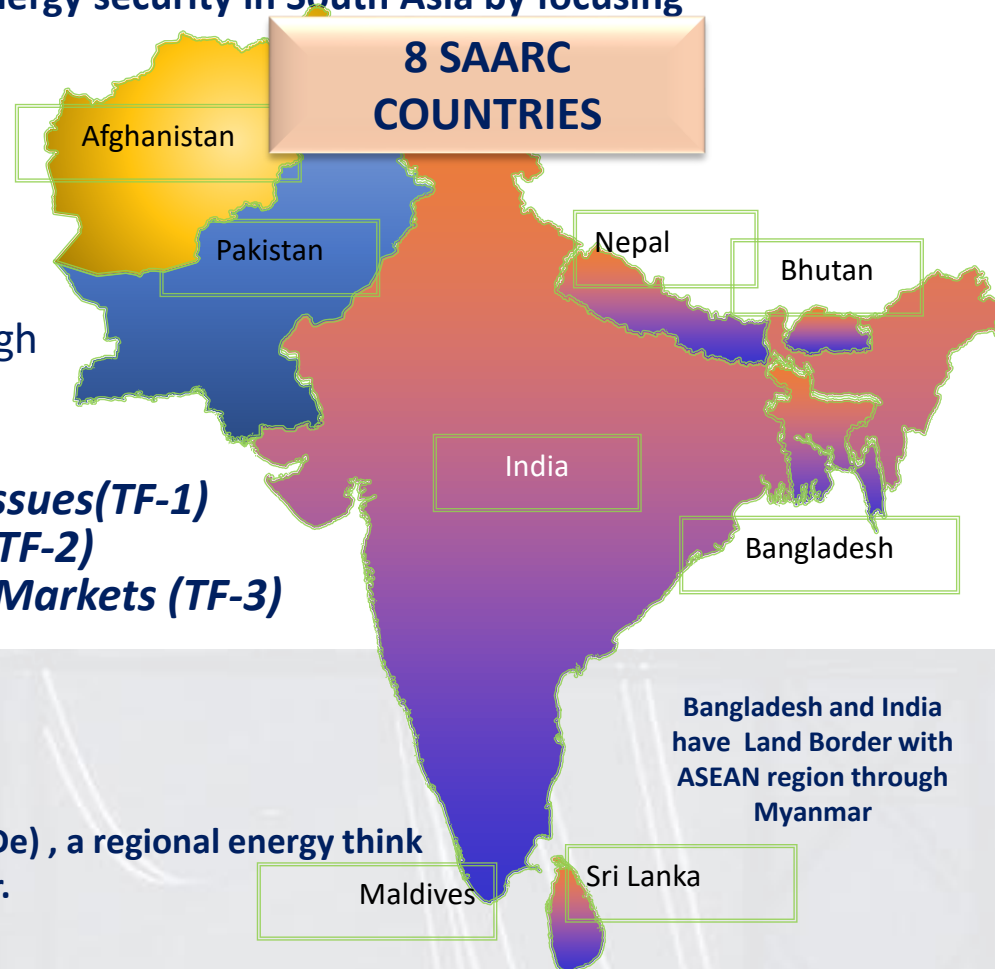 nergy security in South Asia by focusing
8 SAARC
COUNTRIES
Afghanistan
Pakistan
Nepal
Bhutan
gh
India
ssues(TF-1)
TF-2)
Markets (TF-3)
Bangladesh
Bangladesh and India
have Land Border with
ASEAN region through
Myanmar
De) , a regional energy think
r.
Maldives
Sri Lanka